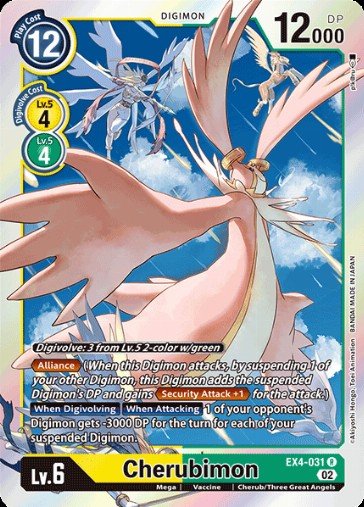 Play Cost
12
DIGIMON
12000 DP
Digivolve Cost
Lv.5
4
Lv.5
4
©Akiyoshi Hongo, Toei Animation BANDAI MADE IN JAPAN
Digivolve: 3 from Lv.5 2-color w/green
Alliance (When this Digimon attacks, by suspending 1 of
your other Digimon, this Digimon adds the suspended
Digimon's DP and gains Security Attack +1 for the attack.)
When Digivolving When Attacking 1 of your opponent's
Digimon gets -3000 DP for the turn for each of your
suspended Digimon.
EX4-031 R
Lv.6
Cherubimon
02
Mega | Vaccine | Cherub/Three Great Angels